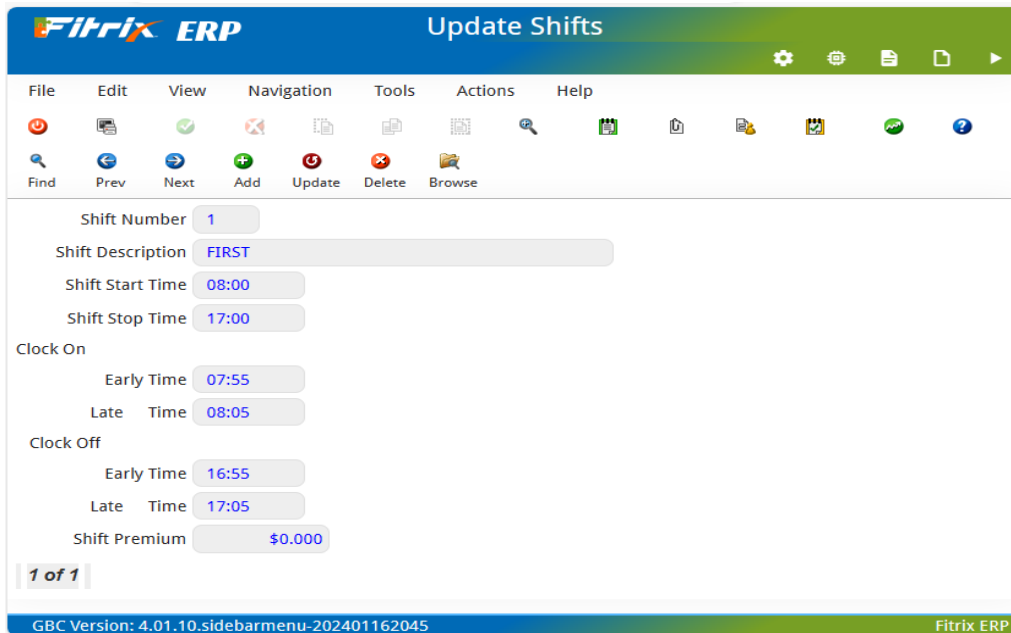 Fitrix ERP Update Shifts
File Edit View Navigation Tools Actions Help
Find Prev Next Add Update Delete Browse
Shift Number 1
Shift Description FIRST
Shift Start Time 08:00
Shift Stop Time 17:00
Clock On
Early Time 07:55
Late Time 08:05
Clock Off
Early Time 16:55
Late Time 17:05
Shift Premium $0.000
1 of 1
GBC Version: 4.01.10.sidebarmenu-202401162045 Fitrix ERP